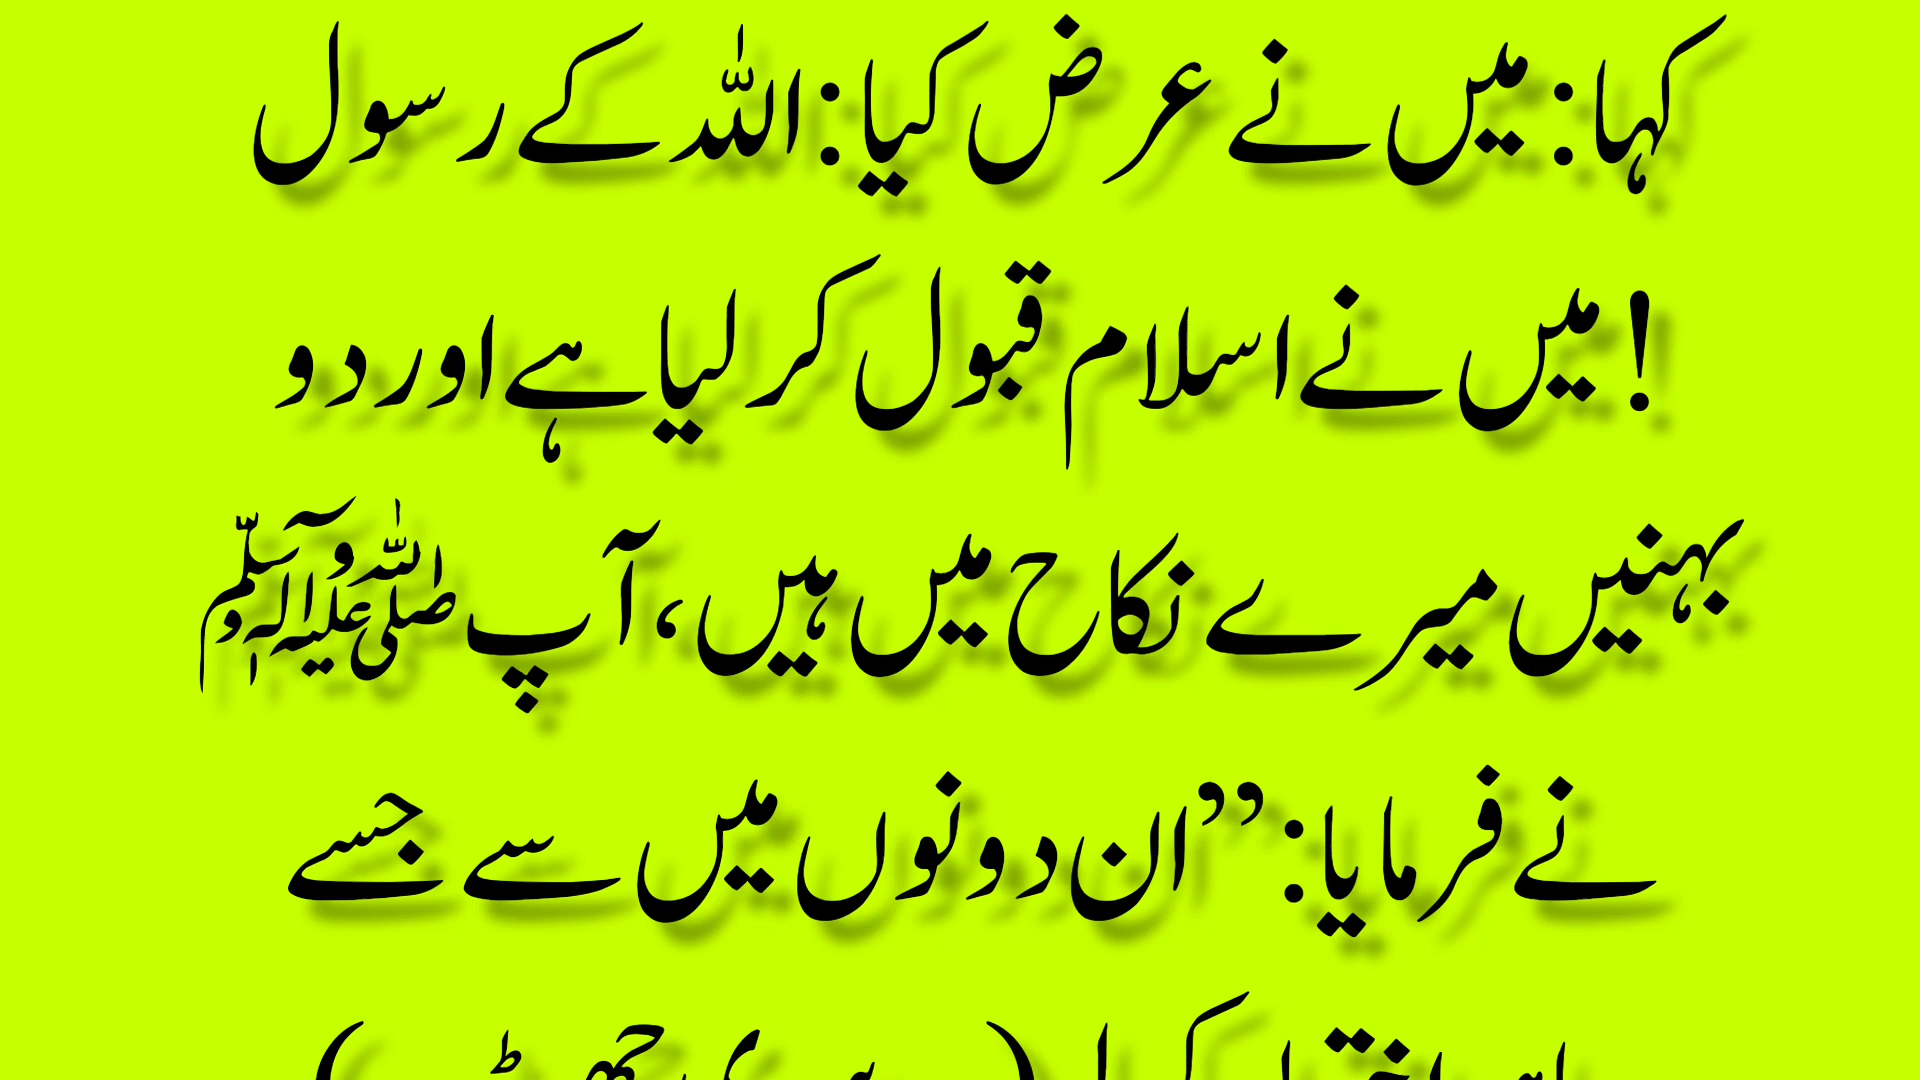 کہا: میں نے عرض کیا: اللہ کے رسول
! میں نے اسلام قبول کر لیا ہے اور دو
بہنیں میرے نکاح میں ہیں، آپ صلی اللہ علیہ وآلہ وسلم
نے فرمایا: ”ان دونوں میں سے جسے